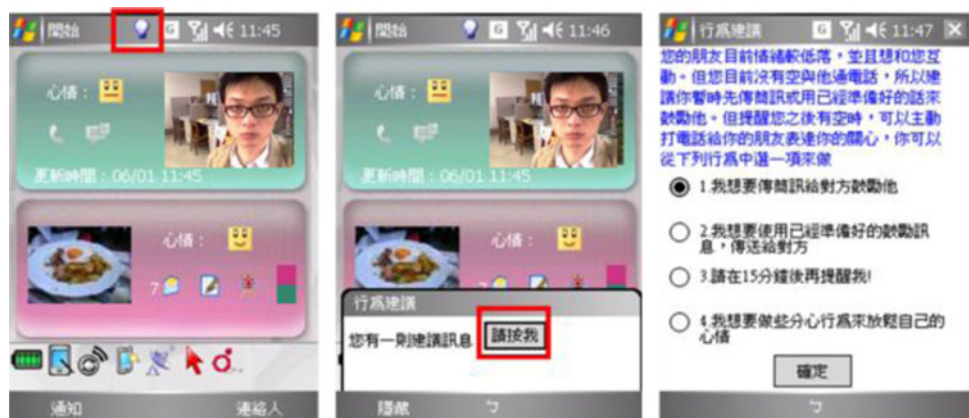 開始
11:45
心情：
更新時間：06/01 11:45
心情：
7
通知
連絡人
開始
11:46
心情：
更新時間：06/01 11:45
心情：
7
行為建議
您有一則建議訊息
請按我
隱藏
行為建議
11:47
您的朋友目前情緒較低落，並且想和您互
動。但您目前沒有空與他通電話，所以建
議你暫時先傳簡訊或用已經準備好的話來
鼓勵他。但提醒您之後有空時，可以主動
打電話給你的朋友表達你的關心，你可以
從下列行為中選一項來做
1.我想要傳簡訊給對方鼓勵他
2.我想要使用已經準備好的鼓勵訊
息，傳送給對方
3.請在15分鐘後再提醒我!
4.我想要做些分心行為來放鬆自己的
心情
確定